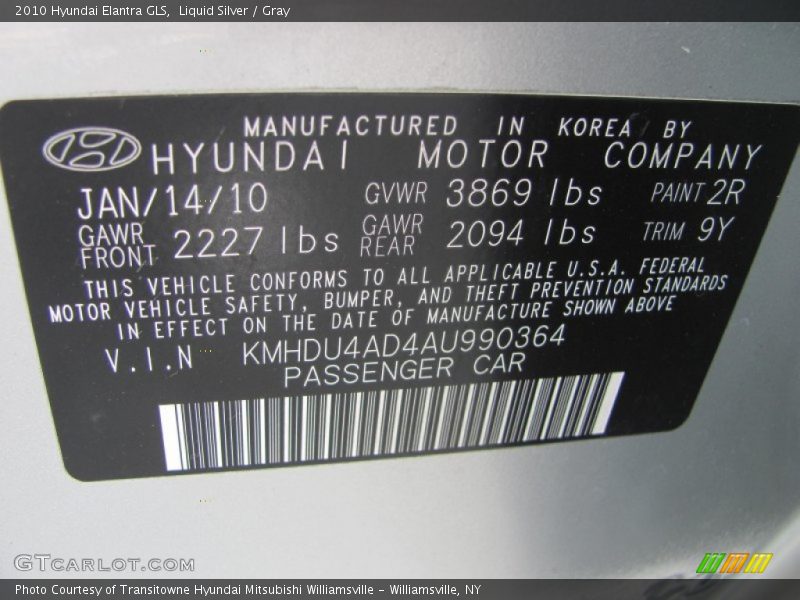 2010 Hyundai Elantra GLS,  Liquid Silver / Gray
MANUFACTURED IN KOREA BY
HYUNDAI MOTOR COMPANY
JAN/14/10 GVWR 3869 lbs PAINT 2R
GAWR FRONT 2227 lbs GAWR REAR 2094 lbs TRIM 9Y
THIS VEHICLE CONFORMS TO ALL APPLICABLE U.S.A. FEDERAL
MOTOR VEHICLE SAFETY, BUMPER, AND THEFT PREVENTION STANDARDS
IN EFFECT ON THE DATE OF MANUFACTURE SHOWN ABOVE
V.I.N KMHDU4AD4AU990364
PASSENGER CAR
GTCARLOT.COM
Photo Courtesy of Transitowne Hyundai Mitsubishi Williamsville - Williamsville, NY